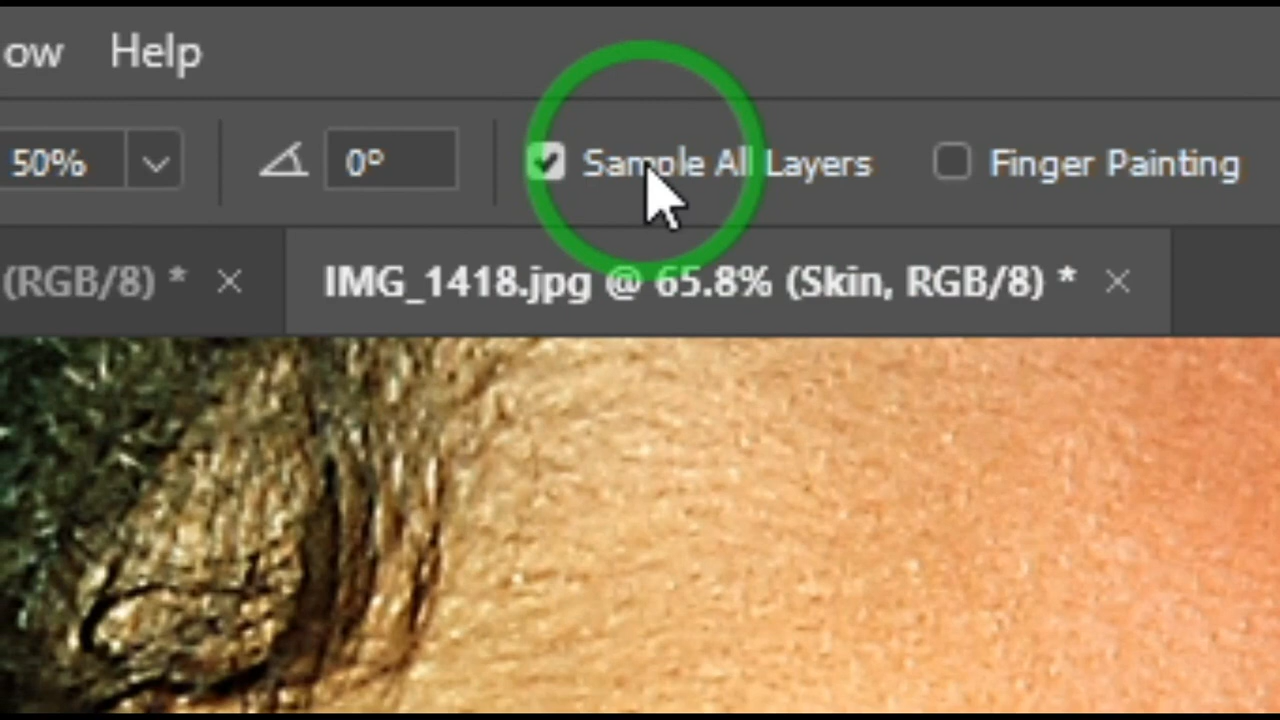 ow Help
50% 0° Sample All Layers Finger Painting
(RGB/8) * × IMG_1418.jpg @ 65.8% (Skin, RGB/8) * ×